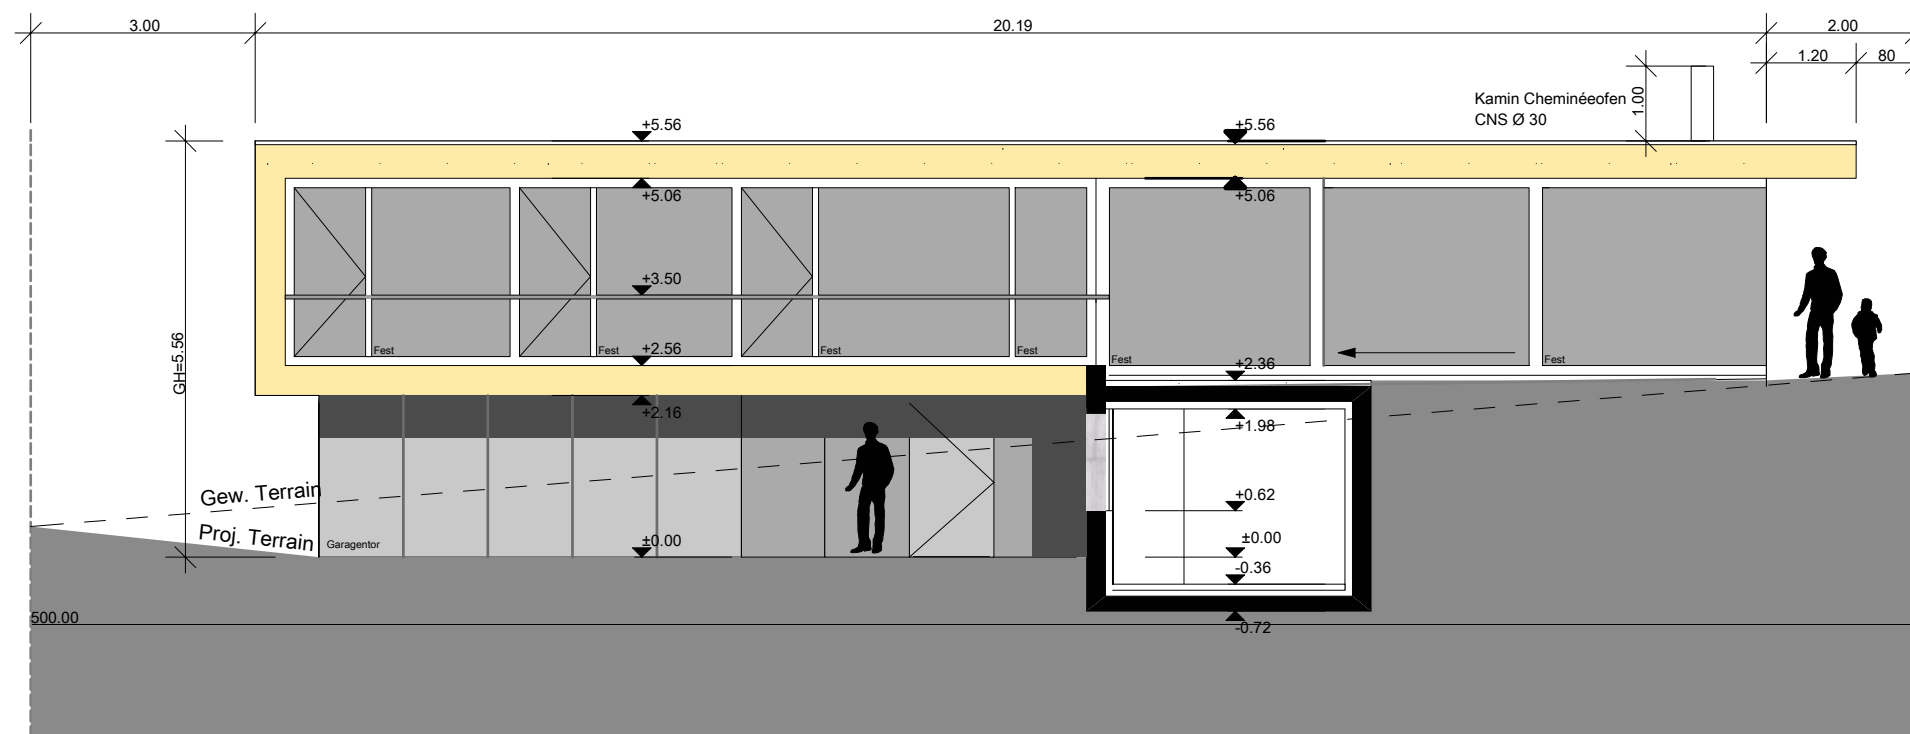 3.00
20.19
2.00
1.20
80
Kamin Cheminéeofen
CNS Ø 30
1.00
+5.56
+5.56
+5.06
+5.06
+3.50
GH=5.56
+2.56
Fest
Fest
Fest
Fest
Fest
Fest
+2.36
+2.16
+1.98
Gew. Terrain
+0.62
Proj. Terrain
Garagentor
±0.00
±0.00
-0.36
500.00
-0.72